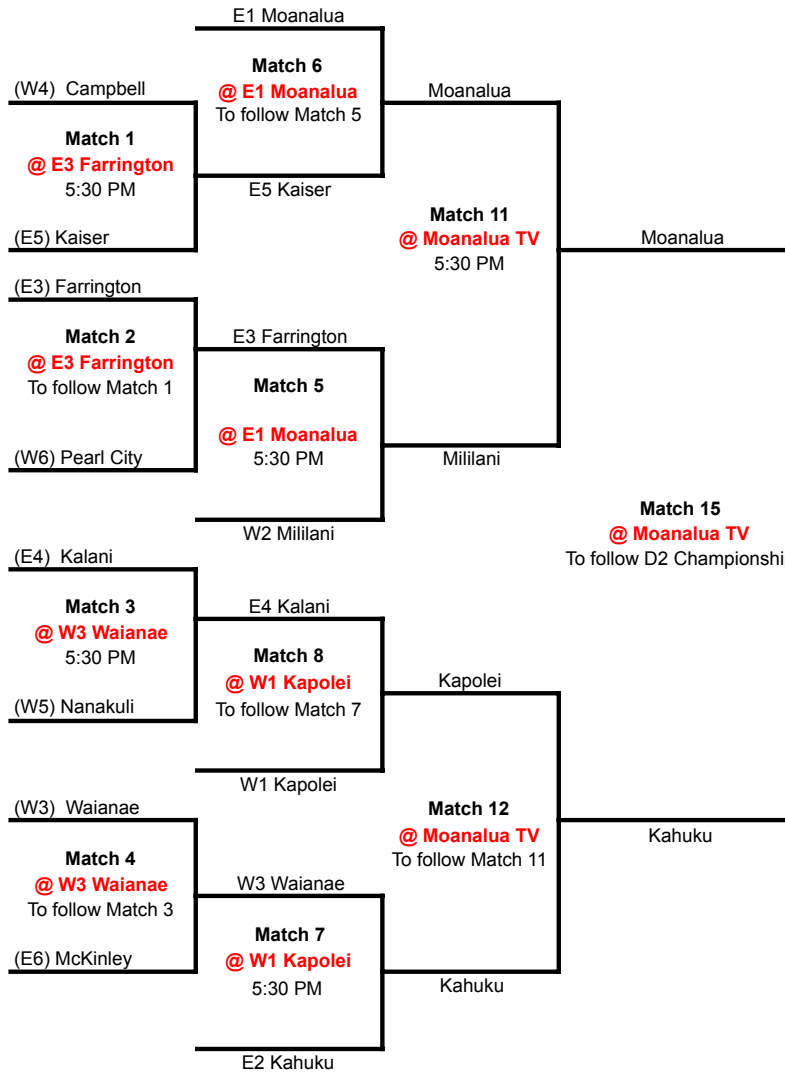 E1 Moanalua
Match 6
@ E1 Moanalua
To follow Match 5
(W4) Campbell
Moanalua
Match 1
@ E3 Farrington
5:30 PM
E5 Kaiser
(E5) Kaiser
Match 11
@ Moanalua TV
5:30 PM
Moanalua
(E3) Farrington
Match 2
@ E3 Farrington
To follow Match 1
E3 Farrington
Match 5
@ E1 Moanalua
5:30 PM
(W6) Pearl City
Mililani
W2 Mililani
Match 15
@ Moanalua TV
To follow D2 Championshi
(E4) Kalani
Match 3
@ W3 Waianae
5:30 PM
E4 Kalani
Match 8
@ W1 Kapolei
To follow Match 7
(W5) Nanakuli
Kapolei
W1 Kapolei
(W3) Waianae
Match 12
@ Moanalua TV
To follow Match 11
Kahuku
Match 4
@ W3 Waianae
To follow Match 3
W3 Waianae
Match 7
@ W1 Kapolei
5:30 PM
(E6) McKinley
Kahuku
E2 Kahuku